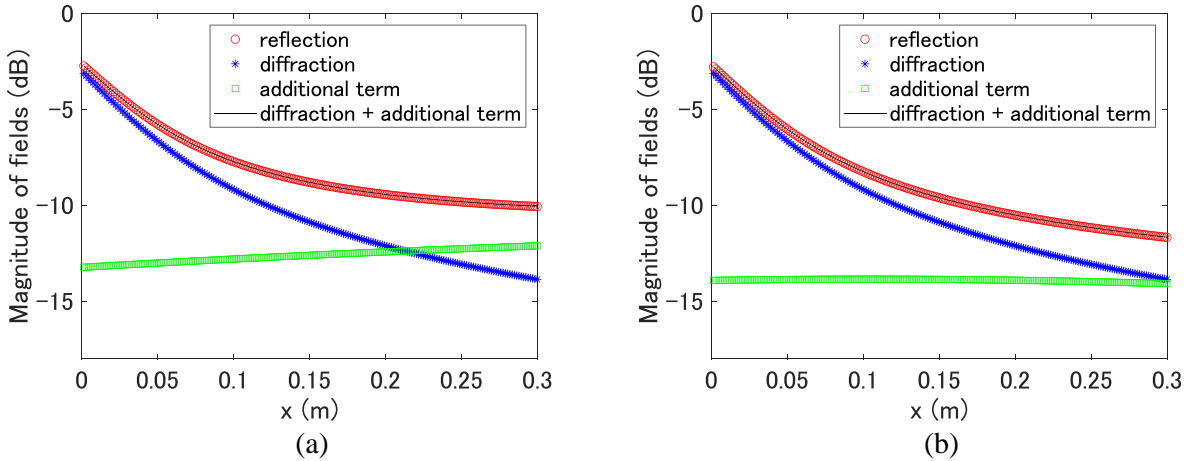 0
-5
-10
-15
Magnitude of fields (dB)
reflection
diffraction
additional term
diffraction + additional term
0 0.05 0.1 0.15 0.2 0.25 0.3
x (m)
(a)
0
-5
-10
-15
Magnitude of fields (dB)
reflection
diffraction
additional term
diffraction + additional term
0 0.05 0.1 0.15 0.2 0.25 0.3
x (m)
(b)